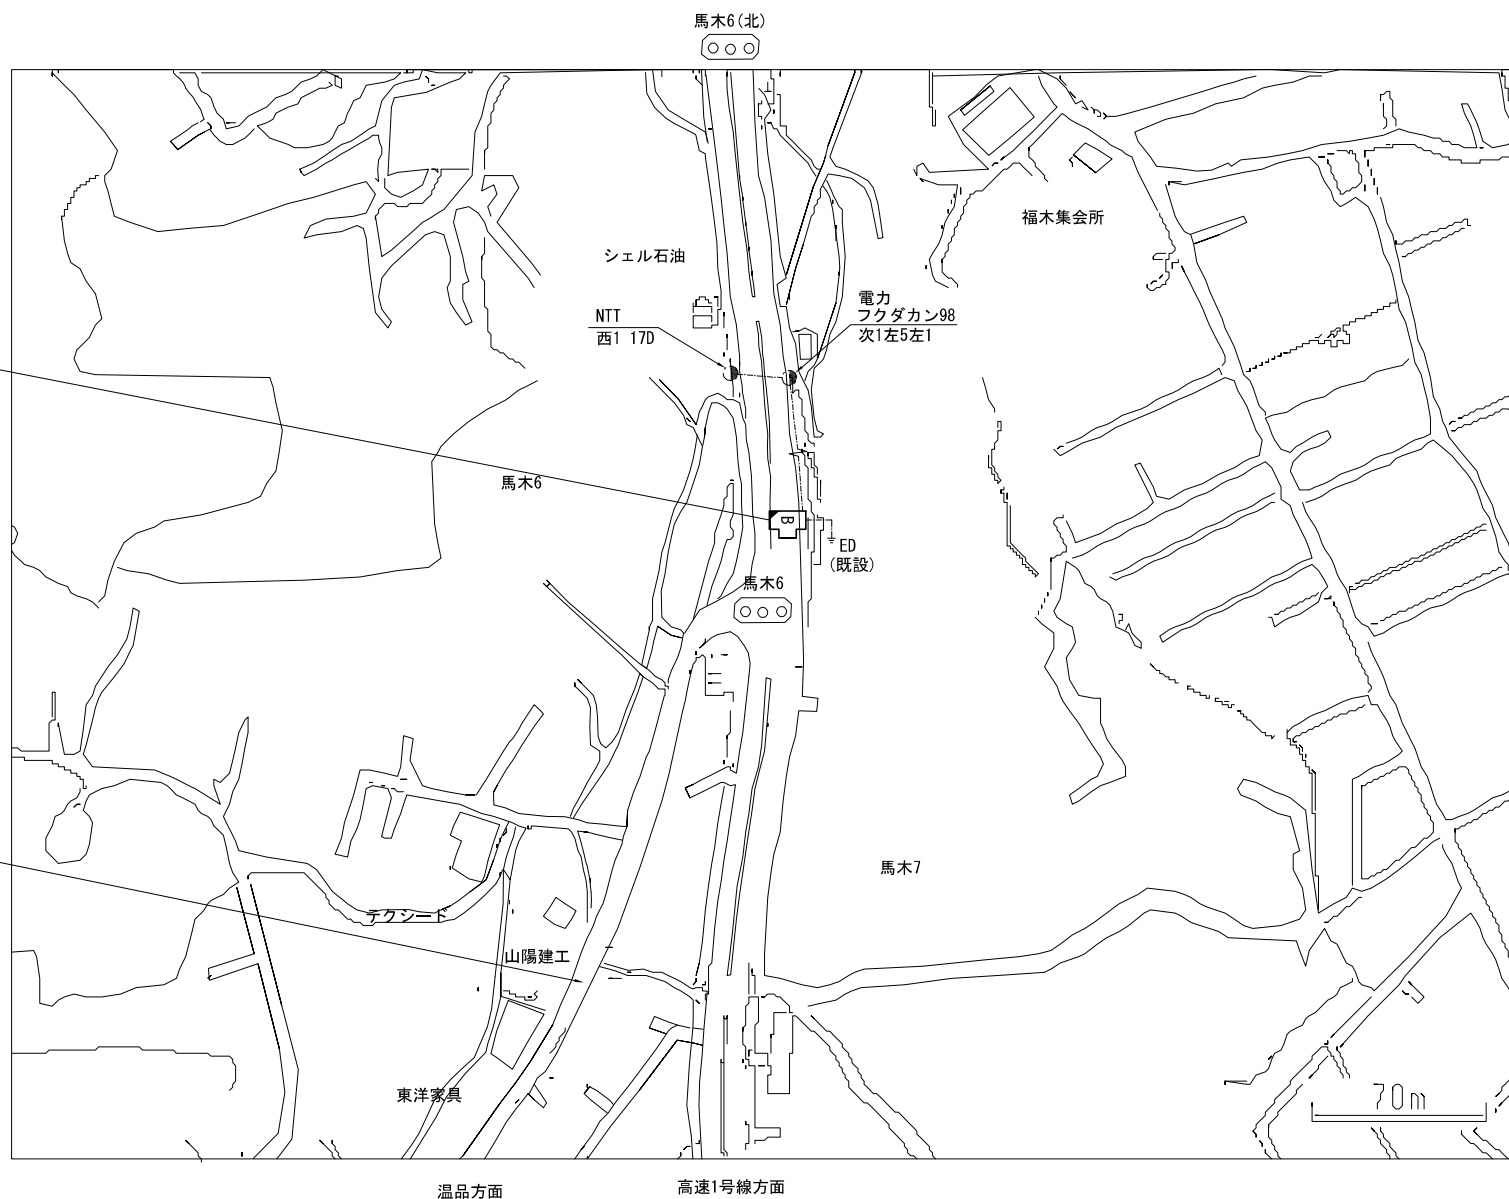 馬木6(北)
福木集会所
シェル石油
電力
フクダカン98
次1左5左1
NTT
西1 17D
馬木6
B
ED
(既設)
馬木6
馬木7
テクシード
山陽建工
東洋家具
70m
温品方面
高速1号線方面